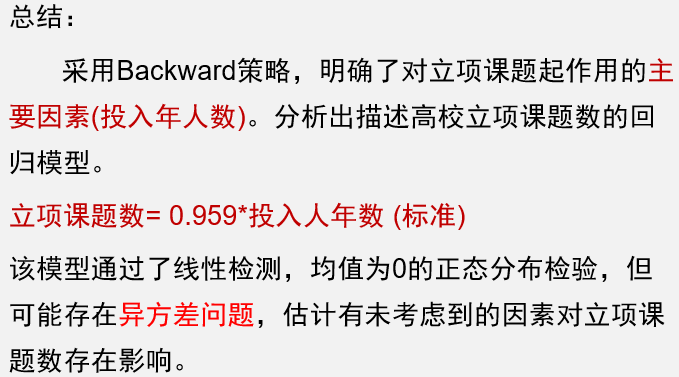 总结：
采用Backward策略，明确了对立项课题起作用的主
要因素(投入年人数)。分析出描述高校立项课题数的回
归模型。
立项课题数= 0.959*投入人年数 (标准)
该模型通过了线性检测，均值为0的正态分布检验，但
可能存在异方差问题，估计有未考虑到的因素对立项课
题数存在影响。